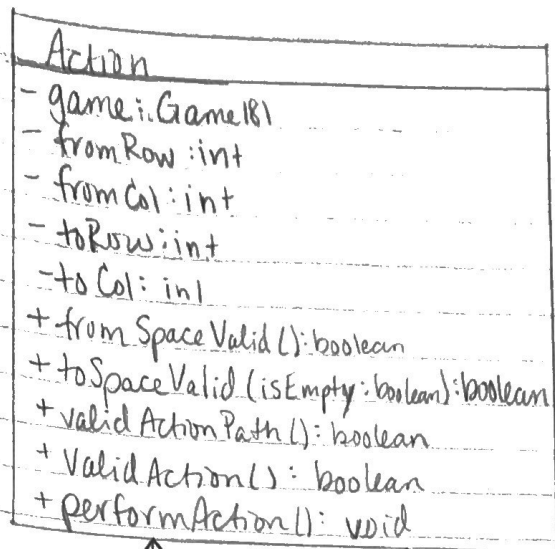 Action
- game: Game181
- fromRow: int
- fromCol: int
- toRow: int
- toCol: int
+ fromSpaceValid(): boolean
+ toSpaceValid(isEmpty: boolean): boolean
+ validActionPath(): boolean
+ validAction(): boolean
+ performAction(): void